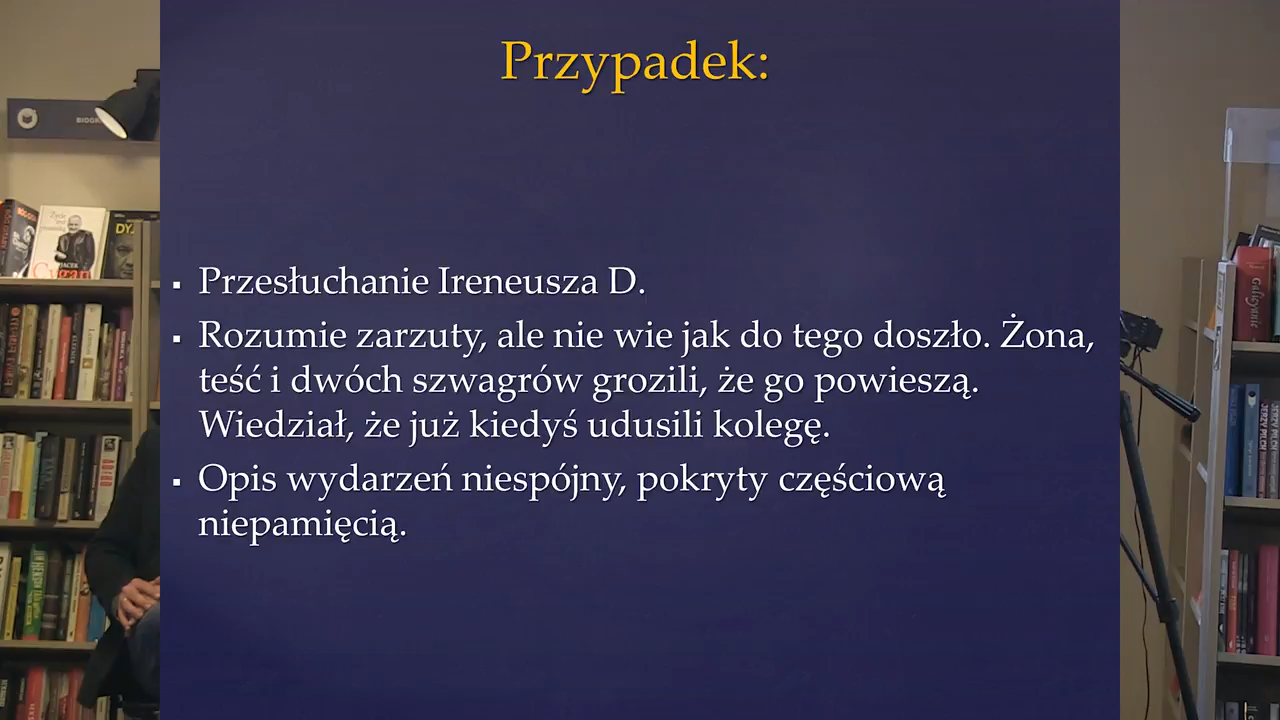 Przypadek:
▪ Przesłuchanie Ireneusza D.
▪ Rozumie zarzuty, ale nie wie jak do tego doszło. Żona,
teść i dwóch szwagrów grozili, że go powieszą.
Wiedział, że już kiedyś udusili kolegę.
▪ Opis wydarzeń niespójny, pokryty częściową
niepamięcią.